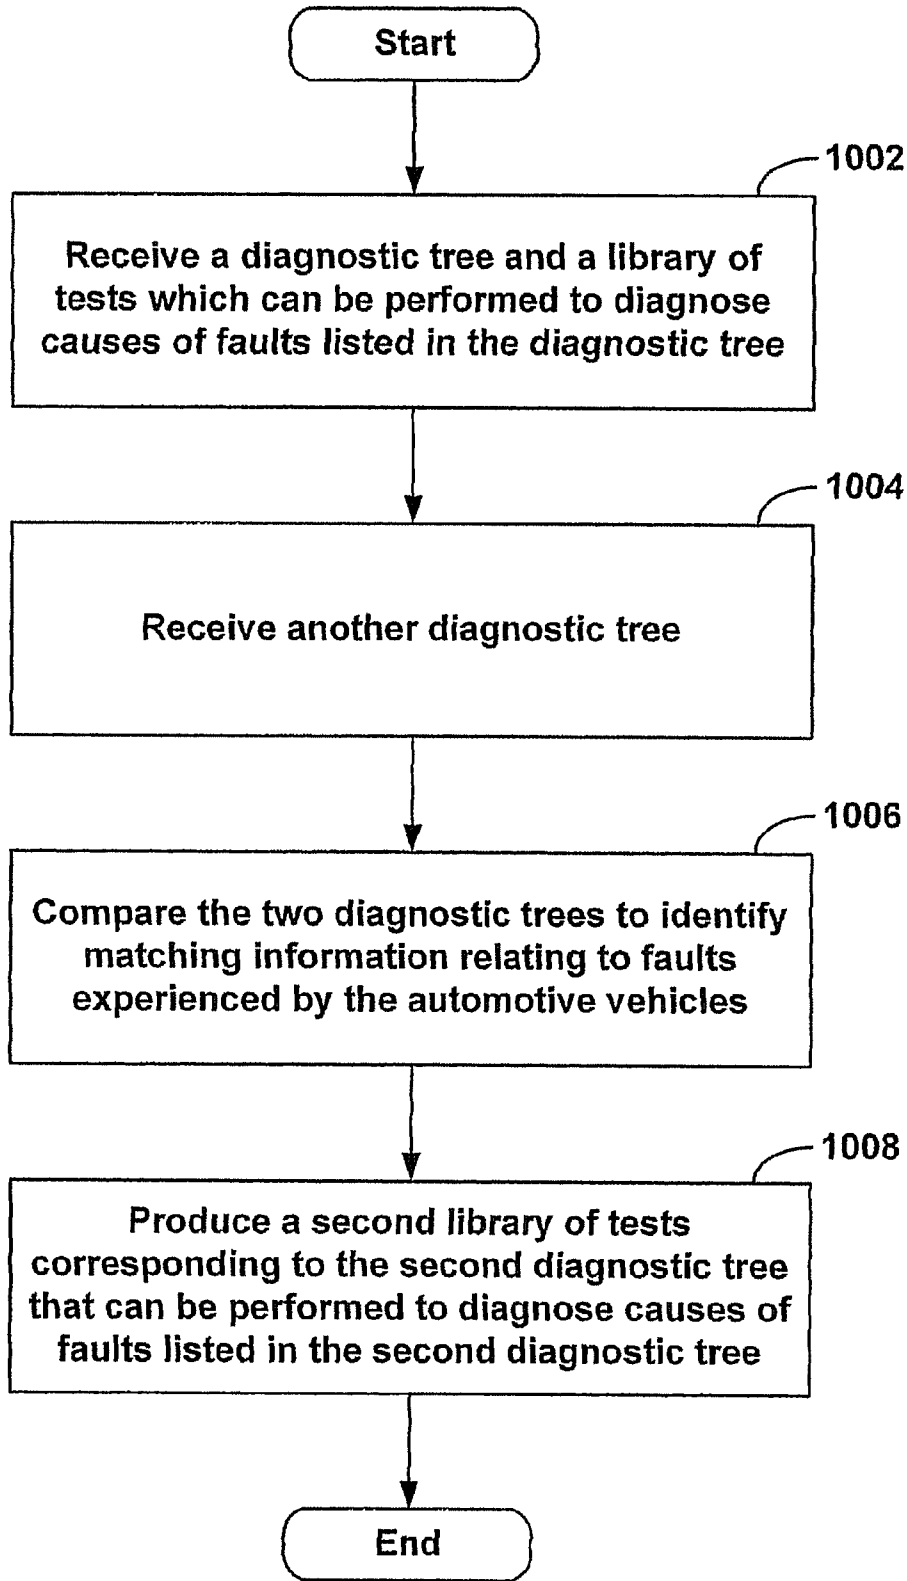 Start
1002
Receive a diagnostic tree and a library of
tests which can be performed to diagnose
causes of faults listed in the diagnostic tree
1004
Receive another diagnostic tree
1006
Compare the two diagnostic trees to identify
matching information relating to faults
experienced by the automotive vehicles
1008
Produce a second library of tests
corresponding to the second diagnostic tree
that can be performed to diagnose causes of
faults listed in the second diagnostic tree
End